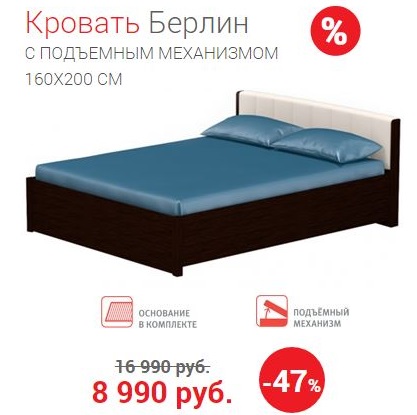 Кровать Берлин
С ПОДЪЕМНЫМ МЕХАНИЗМОМ
160Х200 СМ
%
ОСНОВАНИЕ
В КОМПЛЕКТЕ
ПОДЪЁМНЫЙ
МЕХАНИЗМ
16 990 руб.
8 990 руб.
-47%